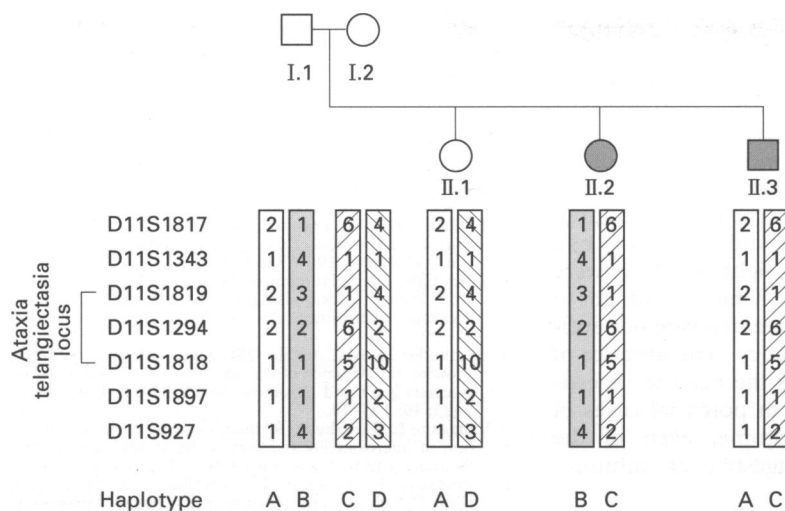 I.1 I.2
II.1 II.2 II.3
D11S1817 2 1 6 4 2 4 1 6 2 6
D11S1343 1 4 1 1 1 1 4 1 1 1
D11S1819 2 3 1 4 2 4 3 1 2 1
D11S1294 2 2 6 2 2 2 2 6 2 6
D11S1818 1 1 5 10 1 10 1 5 1 5
D11S1897 1 1 1 2 1 2 1 1 1 1
D11S927 1 4 2 3 1 3 4 2 1 2
Ataxia
telangiectasia
locus
Haplotype A B C D A D B C A C